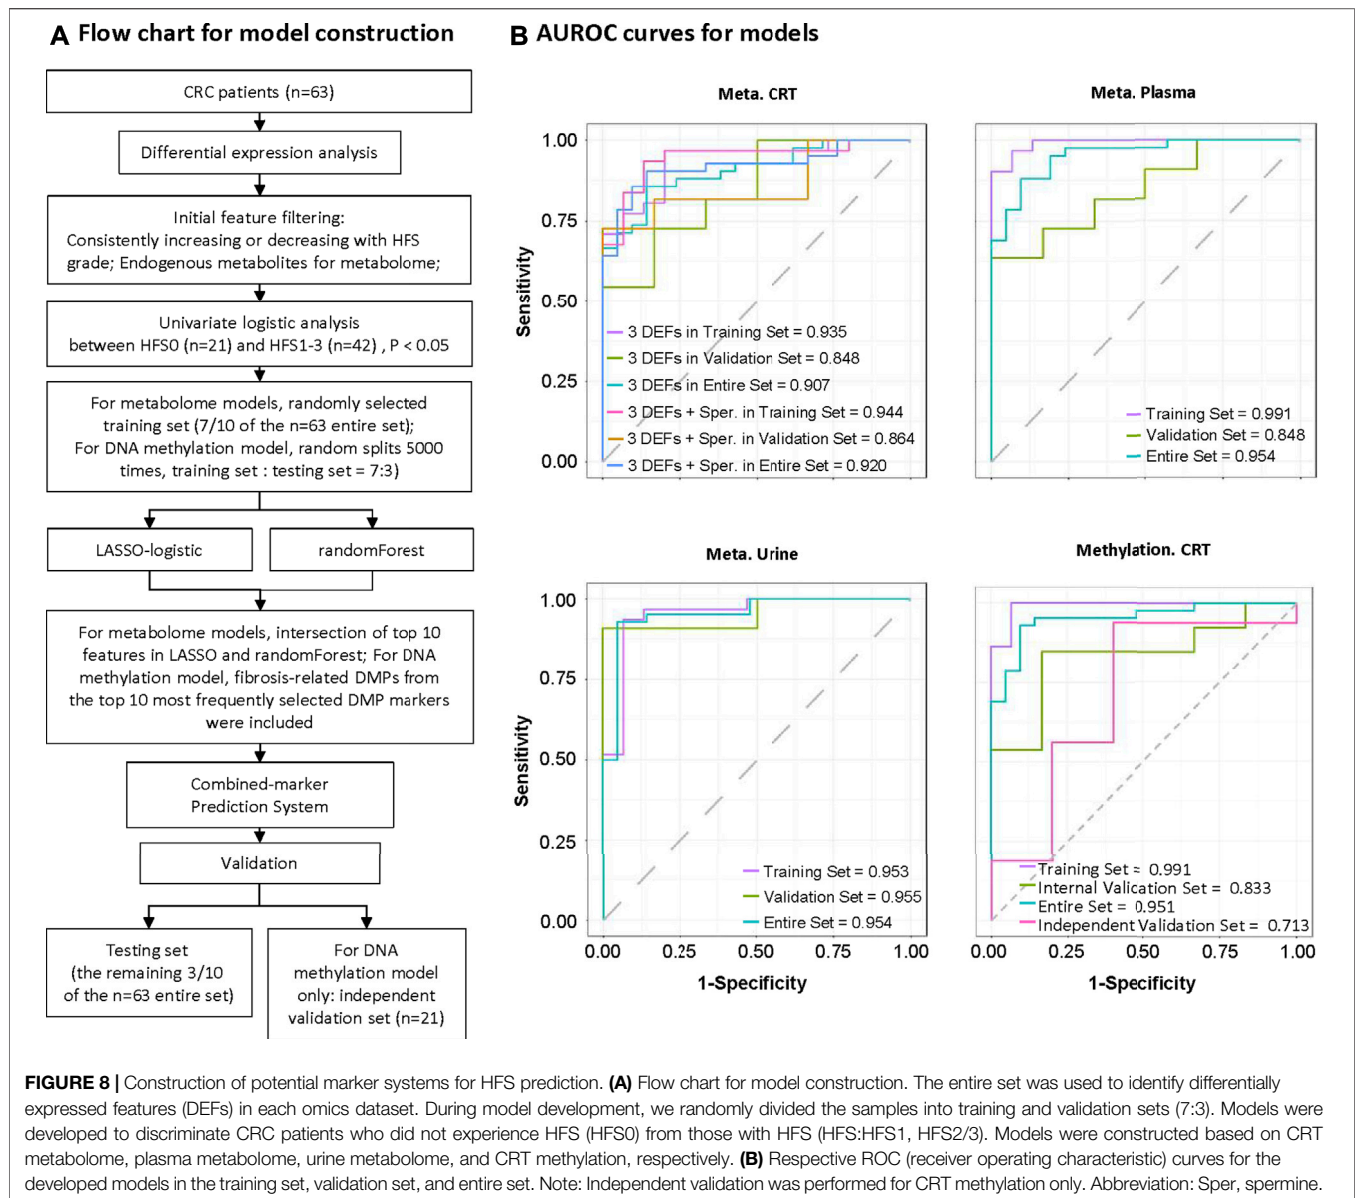 A Flow chart for model construction
CRC patients (n=63)
Differential expression analysis
Initial feature filtering:
Consistently increasing or decreasing with HFS
grade; Endogenous metabolites for metabolome;
Univariate logistic analysis
between HFS0 (n=21) and HFS1-3 (n=42) , P < 0.05
For metabolome models, randomly selected
training set (7/10 of the n=63 entire set);
For DNA methylation model, random splits 5000
times, training set : testing set = 7:3)
LASSO-logistic
randomForest
For metabolome models, intersection of top 10
features in LASSO and randomForest; For DNA
methylation model, fibrosis-related DMPs from
the top 10 most frequently selected DMP markers
were included
Combined-marker
Prediction System
Validation
Testing set
(the remaining 3/10
of the n=63 entire set)
For DNA
methylation model
only: independent
validation set (n=21)
B AUROC curves for models
Meta. CRT
Sensitivity
1.00
0.75
0.50
0.25
0.00
3 DEFs in Training Set = 0.935
3 DEFs in Validation Set = 0.848
3 DEFs in Entire Set = 0.907
3 DEFs + Sper. in Training Set = 0.944
3 DEFs + Sper. in Validation Set = 0.864
3 DEFs + Sper. in Entire Set = 0.920
Meta. Plasma
Training Set = 0.991
Validation Set = 0.848
Entire Set = 0.954
Meta. Urine
Sensitivity
1.00
0.75
0.50
0.25
0.00
Training Set = 0.953
Validation Set = 0.955
Entire Set = 0.954
0.00 0.25 0.50 0.75 1.00
1-Specificity
Methylation. CRT
Training Set = 0.991
Internal Valication Set = 0.833
Entire Set = 0.951
Independent Validation Set = 0.713
0.00 0.25 0.50 0.75 1.00
1-Specificity
FIGURE 8 | Construction of potential marker systems for HFS prediction. (A) Flow chart for model construction. The entire set was used to identify differentially
expressed features (DEFs) in each omics dataset. During model development, we randomly divided the samples into training and validation sets (7:3). Models were
developed to discriminate CRC patients who did not experience HFS (HFS0) from those with HFS (HFS:HFS1, HFS2/3). Models were constructed based on CRT
metabolome, plasma metabolome, urine metabolome, and CRT methylation, respectively. (B) Respective ROC (receiver operating characteristic) curves for the
developed models in the training set, validation set, and entire set. Note: Independent validation was performed for CRT methylation only. Abbreviation: Sper, spermine.